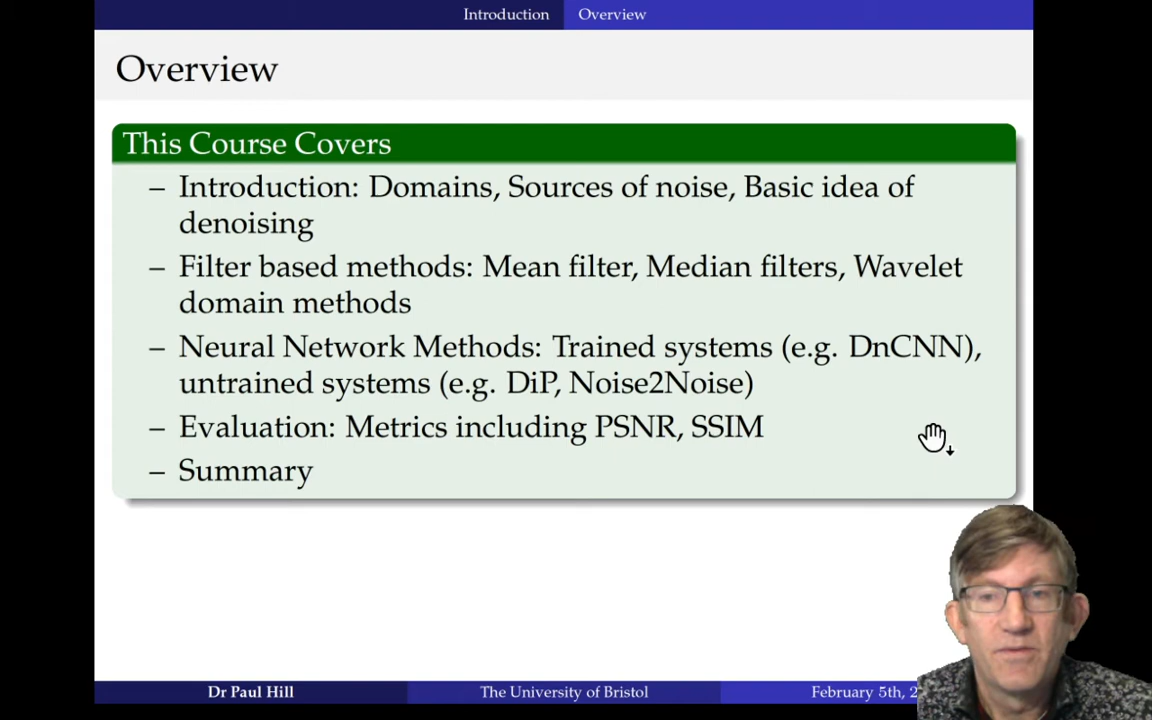 Introduction Overview
Overview
This Course Covers
– Introduction: Domains, Sources of noise, Basic idea of
denoising
– Filter based methods: Mean filter, Median filters, Wavelet
domain methods
– Neural Network Methods: Trained systems (e.g. DnCNN),
untrained systems (e.g. DiP, Noise2Noise)
– Evaluation: Metrics including PSNR, SSIM
– Summary
Dr Paul Hill The University of Bristol February 5th, 2